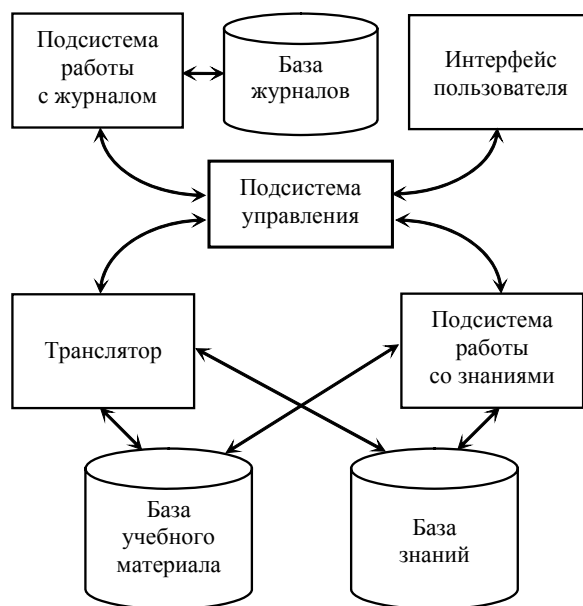 Подсистема
работы
с журналом
База
журналов
Интерфейс
пользователя
Подсистема
управления
Транслятор
Подсистема
работы
со знаниями
База
учебного
материала
База
знаний